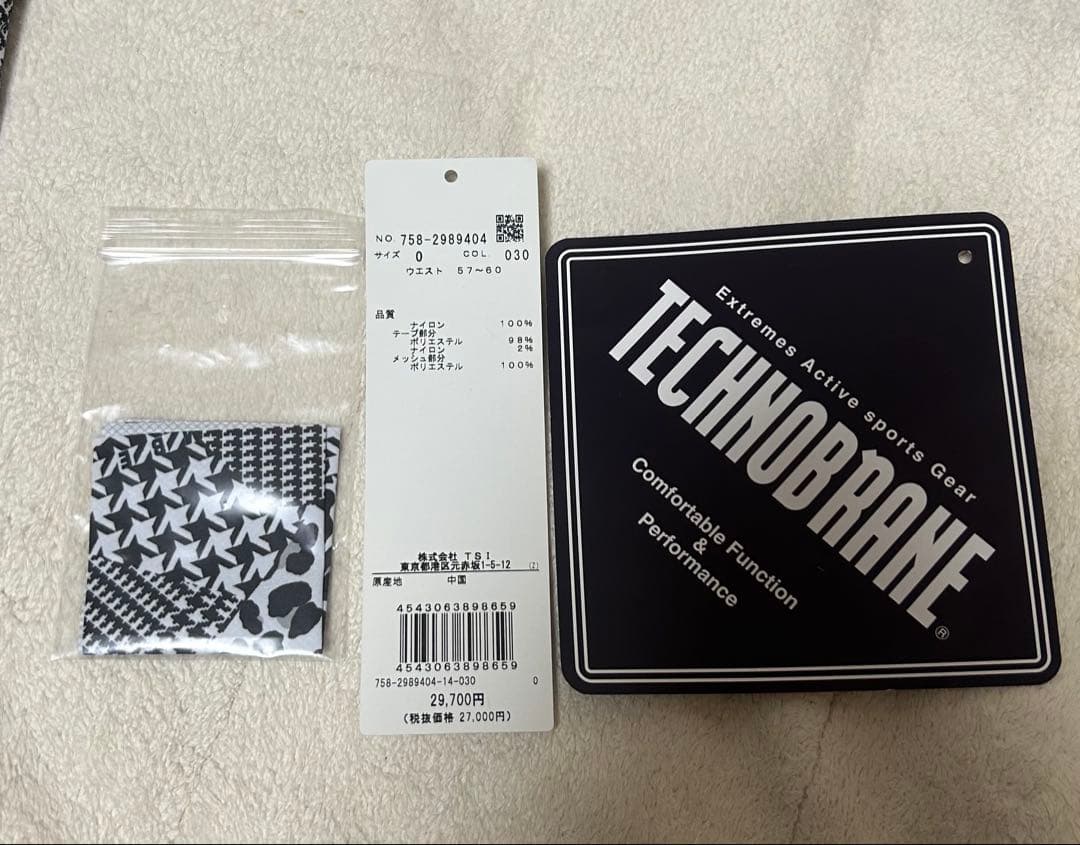 NO. 758-2989404
サイズ 0 COL. 030
ウエスト 57～60
品質
ナイロン 100%
テープ部分
ポリエステル 98%
ナイロン 2%
メッシュ部分
ポリエステル 100%
株式会社 TSI
東京都港区元赤坂1-5-12 (Z)
原産地 中国
4543063898659
4543063898659
758-2989404-14-030 0
29,700円
(税抜価格 27,000円)
Extremes Active sports Gear
TECHNOBRANE®
Comfortable Function
&
Performance